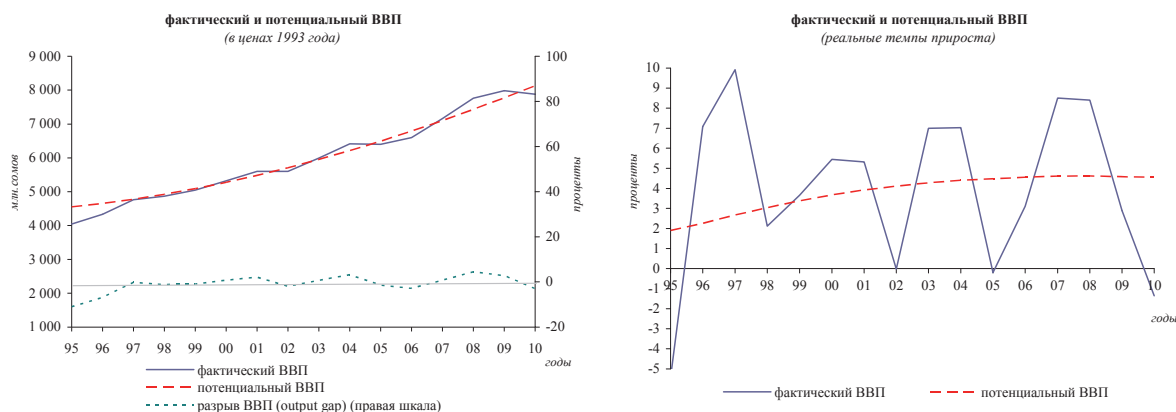 фактический и потенциальный ВВП
(в ценах 1993 года)
9 000
8 000
7 000
6 000
5 000
4 000
3 000
2 000
1 000
млн.сомов
100
80
60
40
20
0
-20
проценты
95 96 97 98 99 00 01 02 03 04 05 06 07 08 09 10
годы
фактический ВВП
потенциальный ВВП
разрыв ВВП (output gap) (правая шкала)
фактический и потенциальный ВВП
(реальные темпы прироста)
10
9
8
7
6
5
4
3
2
1
0
-1
-2
-3
-4
-5
проценты
95 96 97 98 99 00 01 02 03 04 05 06 07 08 09 10
годы
фактический ВВП
потенциальный ВВП